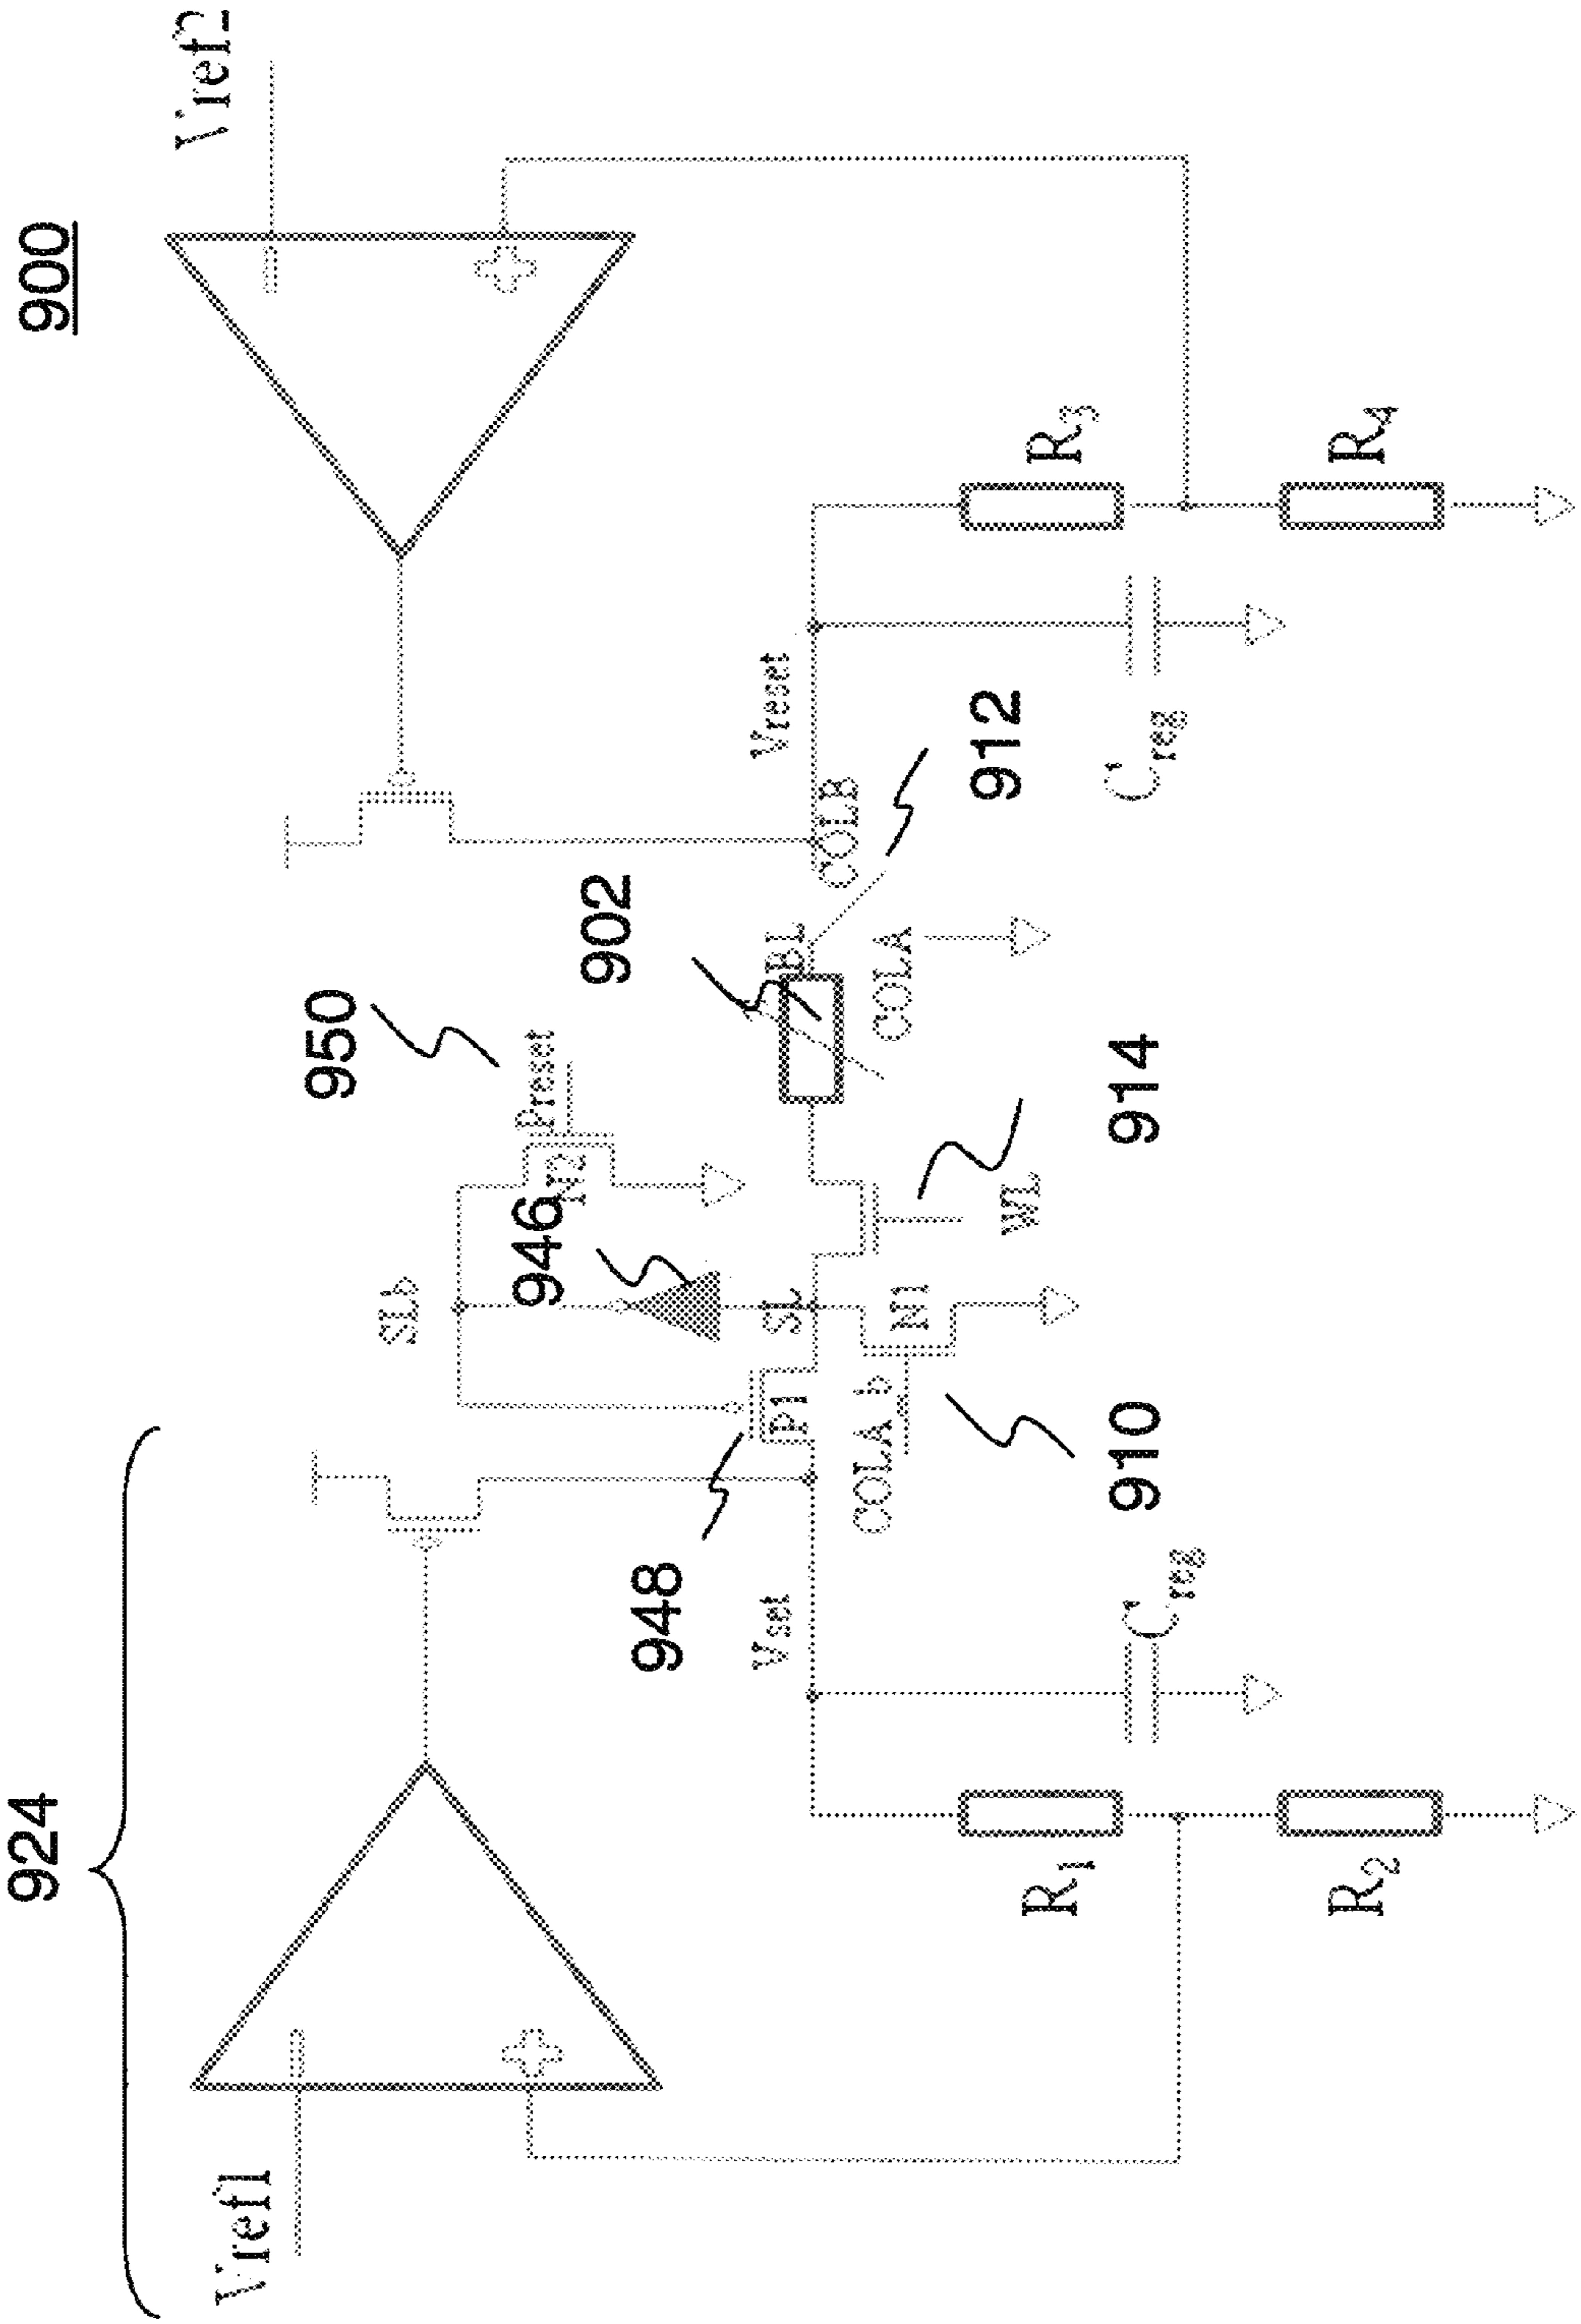 900
924
Vref1
Vref2
SLb
950
Preset
N2
946
902
948
P1
SL
BL
COLB
Vset
Vreset
COLA_b
N1
COLA
912
910
WL
914
Creg
Creg
R1
R2
R3
R4